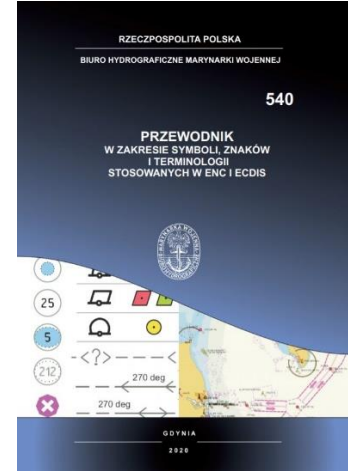 RZECZPOSPOLITA POLSKA
BIURO HYDROGRAFICZNE MARYNARKI WOJENNEJ
540
PRZEWODNIK
W ZAKRESIE SYMBOLI, ZNAKÓW
I TERMINOLOGII
STOSOWANYCH W ENC I ECDIS
25
5
<?>
212
270 deg
270 deg
GDYNIA
2020